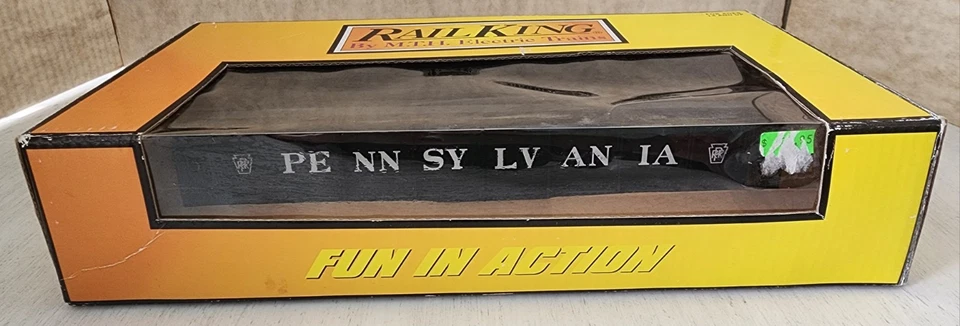 RAILKING
By M.T.H. Electric Trains
PE NN SY LV AN IA
FUN IN ACTION